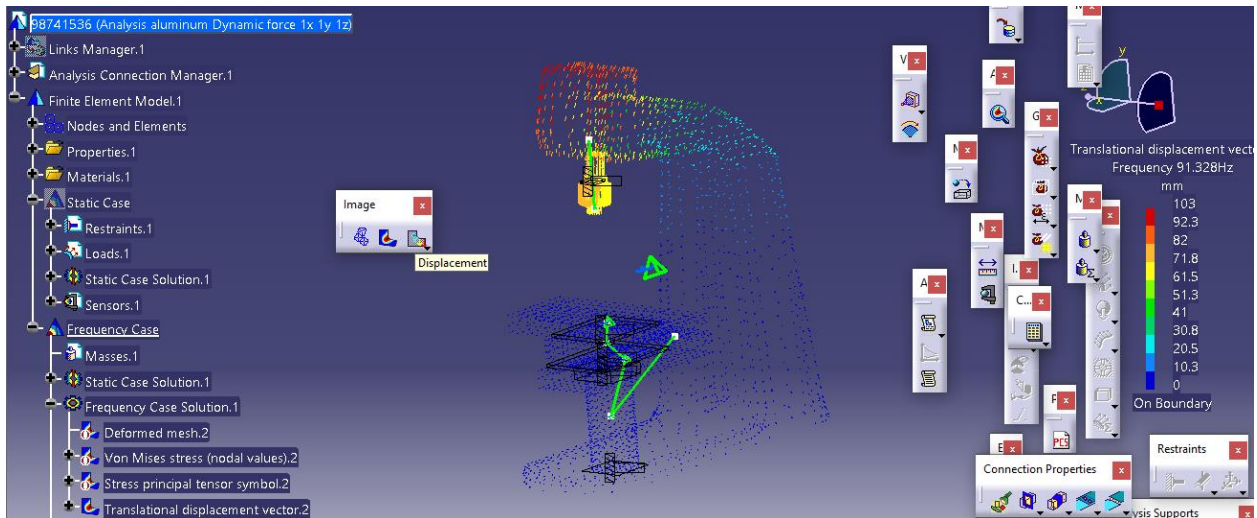 98741536 (Analysis aluminum Dynamic force 1x 1y 1z)
Links Manager.1
Analysis Connection Manager.1
Finite Element Model.1
Nodes and Elements
Properties.1
Materials.1
Static Case
Restraints.1
Loads.1
Static Case Solution.1
Sensors.1
Frequency Case
Masses.1
Static Case Solution.1
Frequency Case Solution.1
Deformed mesh.2
Von Mises stress (nodal values).2
Stress principal tensor symbol.2
Translational displacement vector.2
Image x
Displacement
V x
A x
G x
M x
M x
A x
I. x
C... x
M x
x
P x
PCS
E x
y
z
x
Translational displacement vecto
Frequency 91.328Hz
mm
103
92.3
82
71.8
61.5
51.3
41
30.8
20.5
10.3
0
On Boundary
Connection Properties x
Restraints x
ysis Supports x